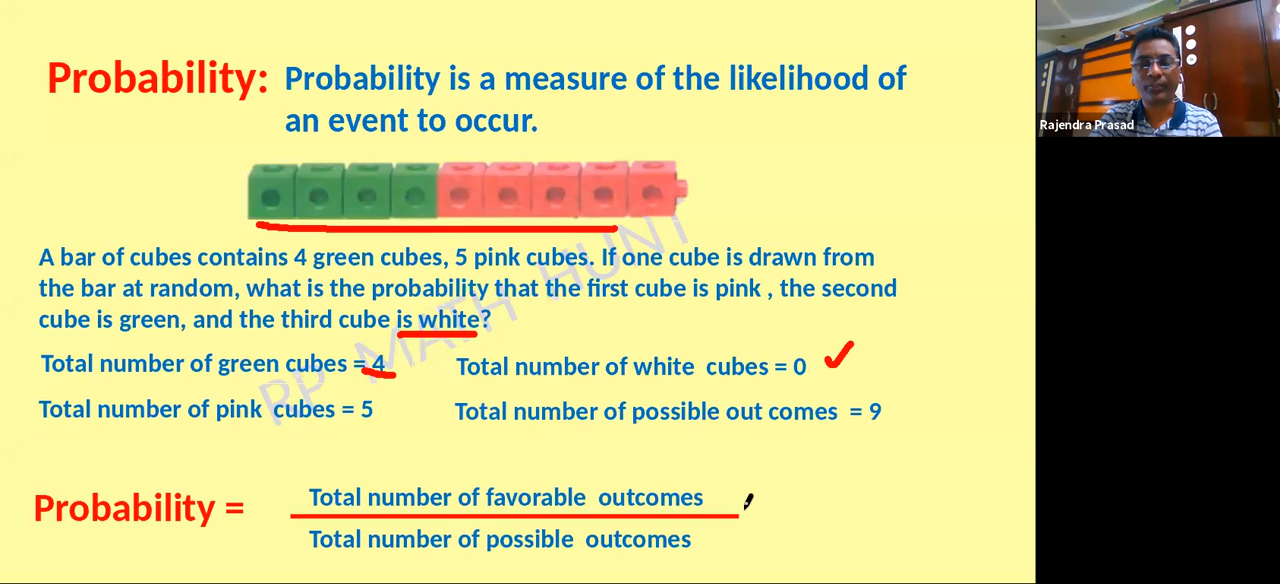 Probability: Probability is a measure of the likelihood of
an event to occur.
Rajendra Prasad
A bar of cubes contains 4 green cubes, 5 pink cubes. If one cube is drawn from
the bar at random, what is the probability that the first cube is pink , the second
cube is green, and the third cube is white?
RP MATH HUNT
Total number of green cubes = 4
Total number of white cubes = 0
Total number of pink cubes = 5
Total number of possible out comes = 9
Total number of favorable outcomes
Probability =
Total number of possible outcomes